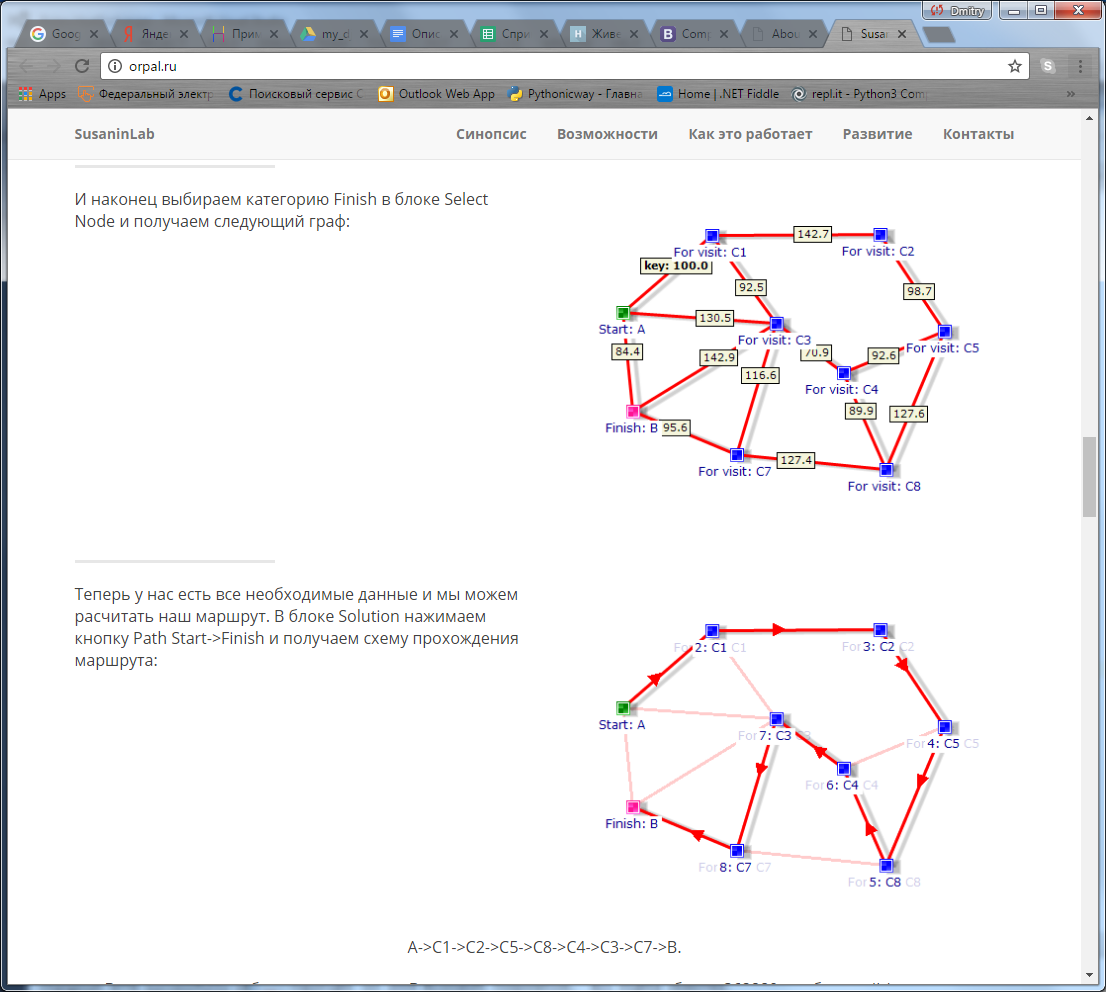 Dmitry
Goog
Янде
При
my_d
Опис
Спри
Живе
Comp
Abou
Susar
orpal.ru
Apps
Федеральный электр
Поисковый сервис С
Outlook Web App
Pythonicway - Главна
Home | .NET Fiddle
repl.it - Python3 Com
»
SusaninLab
Синопсис
Возможности
Как это работает
Развитие
Контакты
И наконец выбираем категорию Finish в блоке Select
Node и получаем следующий граф:
142.7
For visit: C1
For visit: C2
key: 100.0
92.5
98.7
130.5
Start: A
For visit: C3
For visit: C5
84.4
142.9
70.9
92.6
116.6
For visit: C4
89.9
127.6
Finish: B
95.6
127.4
For visit: C7
For visit: C8
Теперь у нас есть все необходимые данные и мы можем
расчитать наш маршрут. В блоке Solution нажимаем
кнопку Path Start->Finish и получаем схему прохождения
маршрута:
For 2: C1 C1
For 3: C2 C2
Start: A
For 7: C3 C3
For 4: C5 C5
For 6: C4 C4
Finish: B
For 8: C7 C7
For 5: C8 C8
A->C1->C2->C5->C8->C4->C3->C7->B.